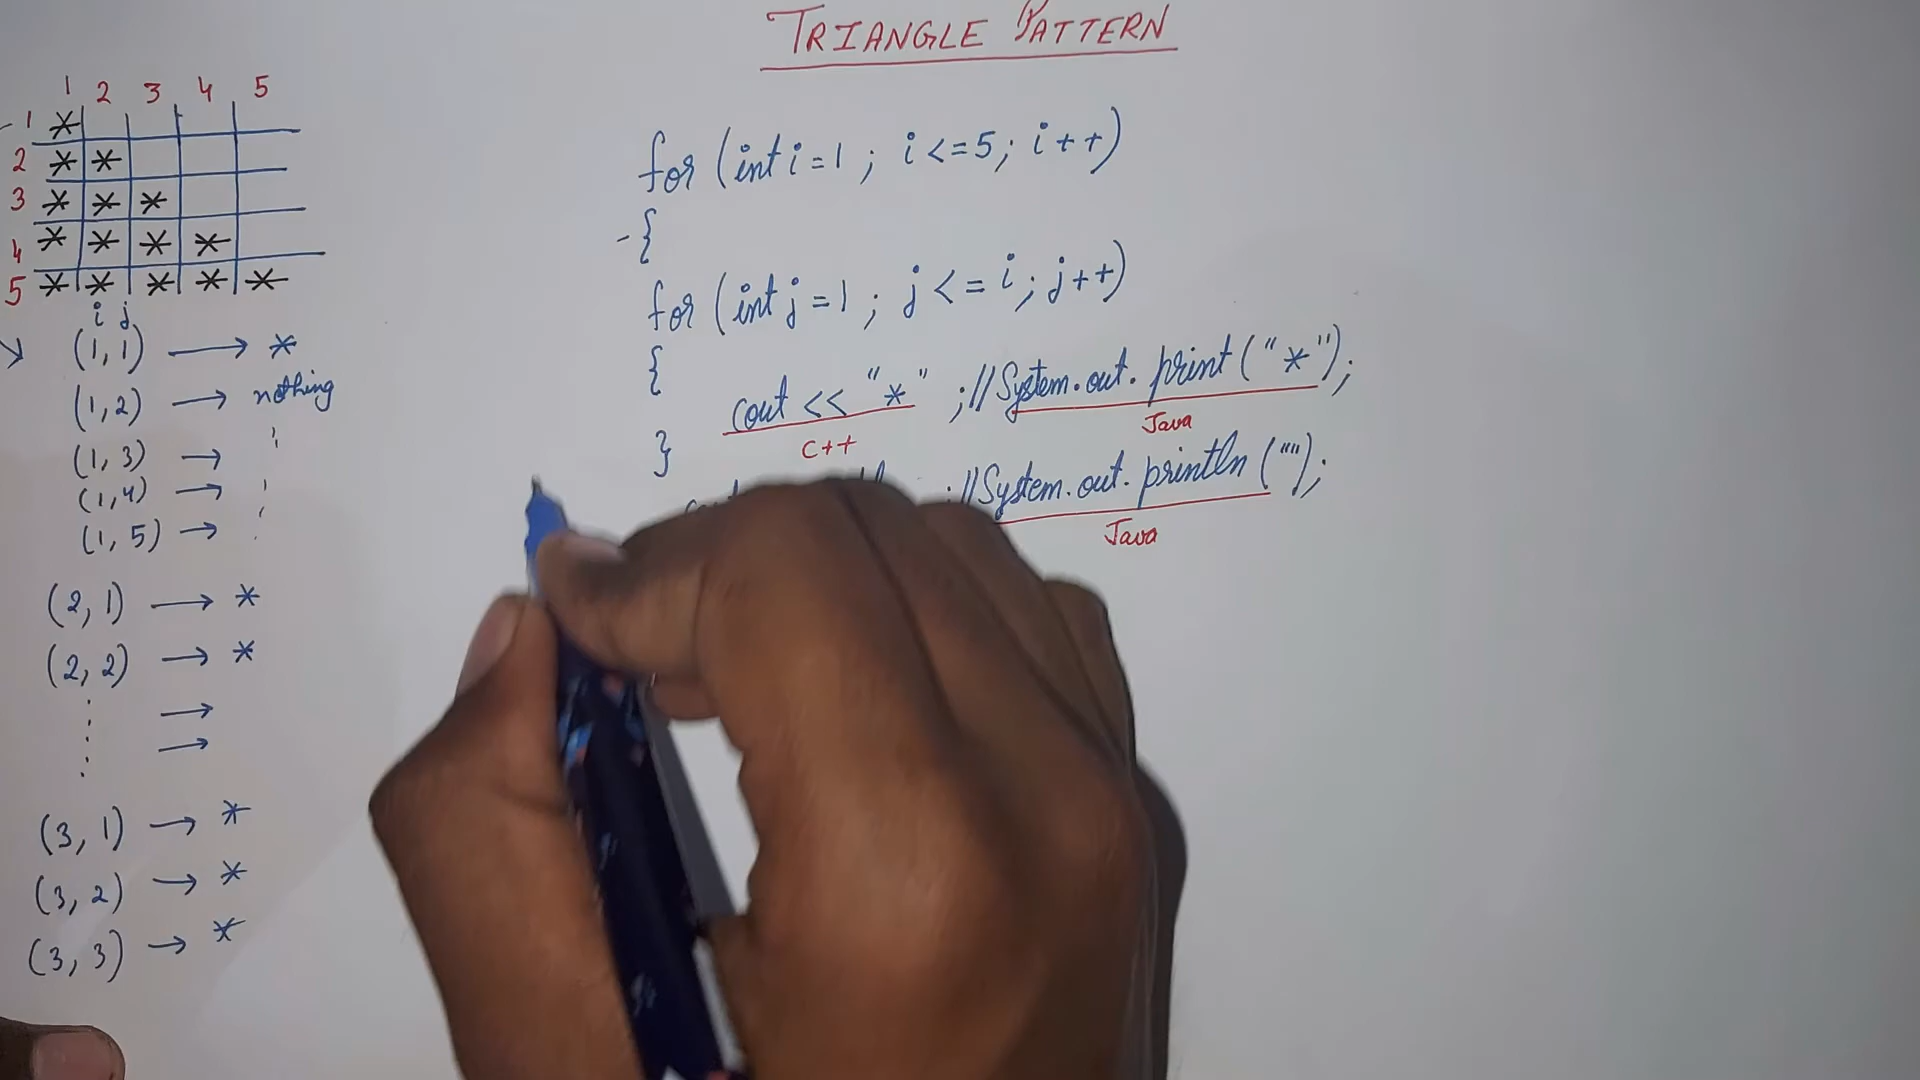 TRIANGLE PATTERN
1 2 3 4 5
1 *
2 * *
3 * * *
4 * * * *
5 * * * * *
i j
(1, 1) → *
(1, 2) → nothing
(1, 3) → "
(1, 4) → "
(1, 5) → "
(2, 1) → *
(2, 2) → *
→
→
(3, 1) → *
(3, 2) → *
(3, 3) → *
for (int i = 1 ; i <= 5; i + +)
{
for (int j = 1 ; j <= i ; j + +)
{
cout << "*" ; //System.out. print ("*");
C++ Java
}
; //System.out. println ("");
Java